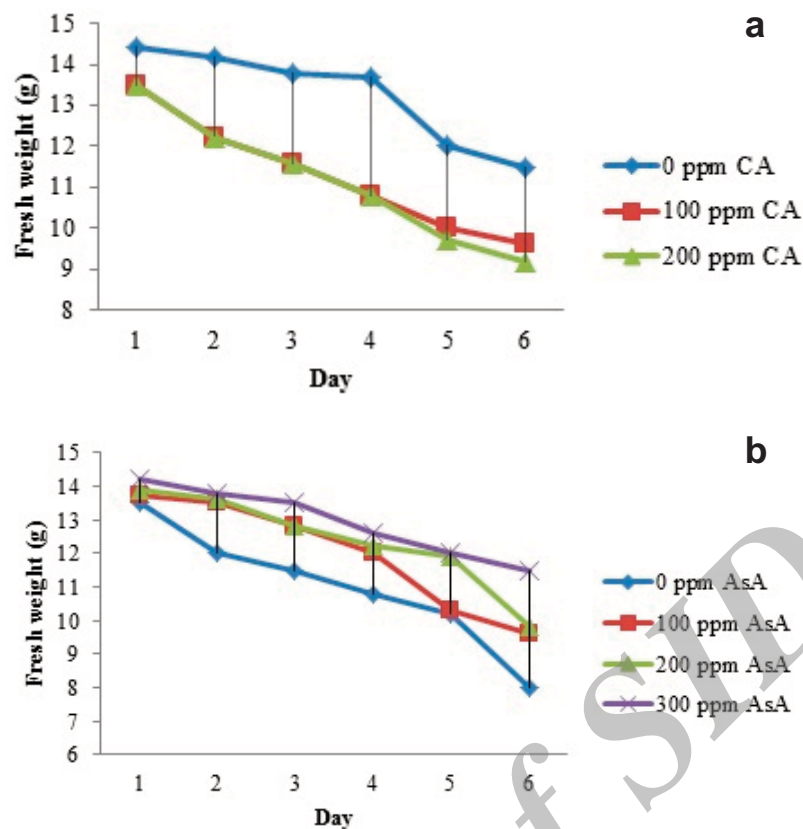 a
Fresh weight (g)
15
14
13
12
11
10
9
8
1 2 3 4 5 6
Day
0 ppm CA
100 ppm CA
200 ppm CA
b
Fresh weight (g)
15
14
13
12
11
10
9
8
7
6
1 2 3 4 5 6
Day
0 ppm AsA
100 ppm AsA
200 ppm AsA
300 ppm AsA
f SID